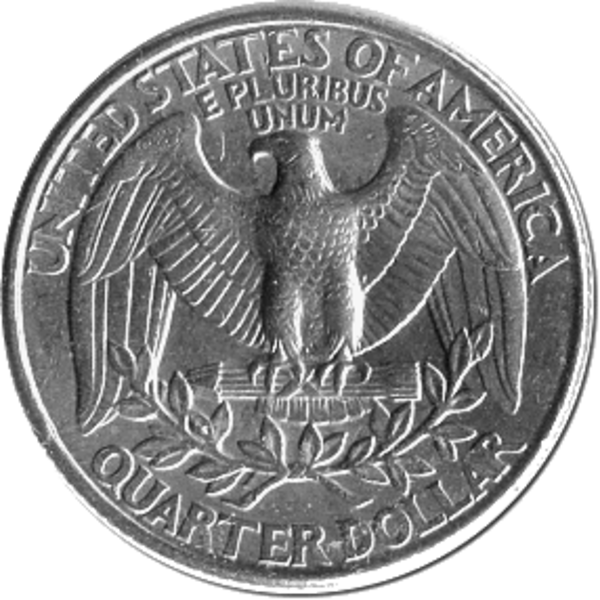 UNITED STATES OF AMERICA
E PLURIBUS
UNUM
QUARTER DOLLAR